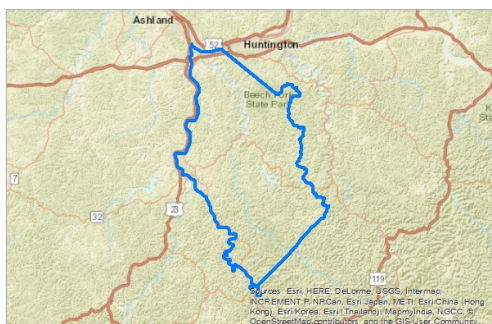 Ashland
52
Huntington
Beech Fork
State Park
7
32
23
119
Sources: Esri, HERE, DeLorme, USGS, Intermap,
INCREMENT P, NRCan, Esri Japan, METI, Esri China (Hong
Kong), Esri Korea, Esri (Thailand), MapmyIndia, NGCC, ©
OpenStreetMap contributors, and the GIS User Community